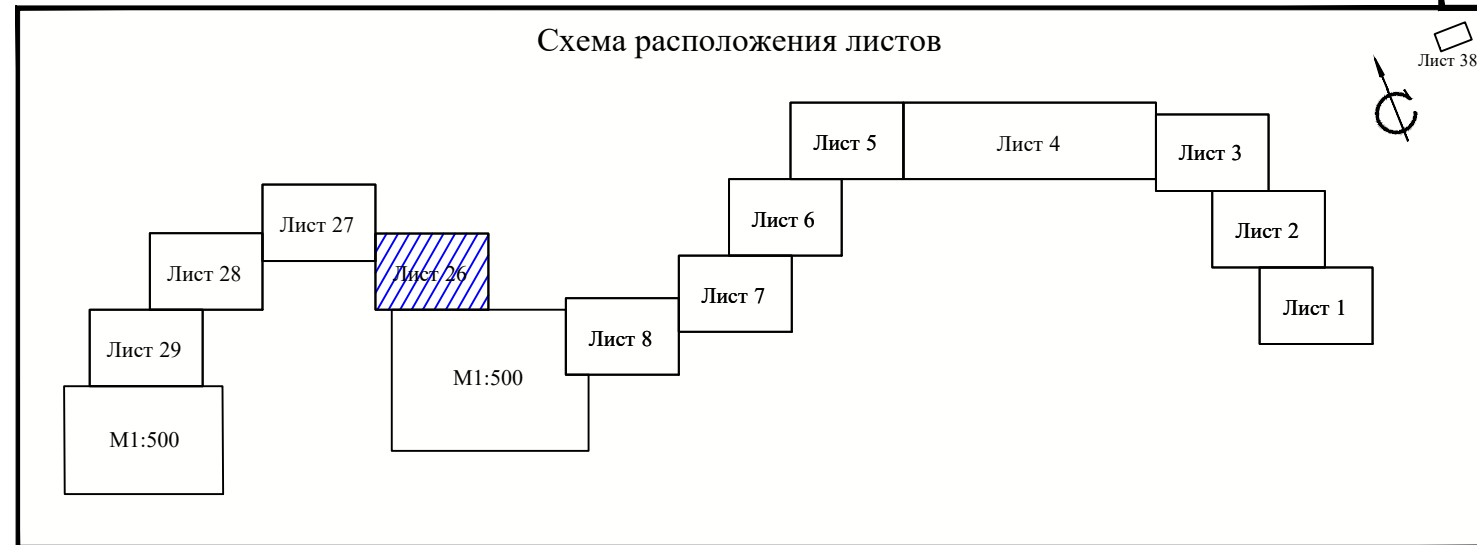 Схема расположения листов
Лист 38
С
Лист 5
Лист 4
Лист 3
Лист 27
Лист 6
Лист 2
Лист 28
Лист 26
Лист 7
Лист 1
Лист 29
Лист 8
М1:500
М1:500